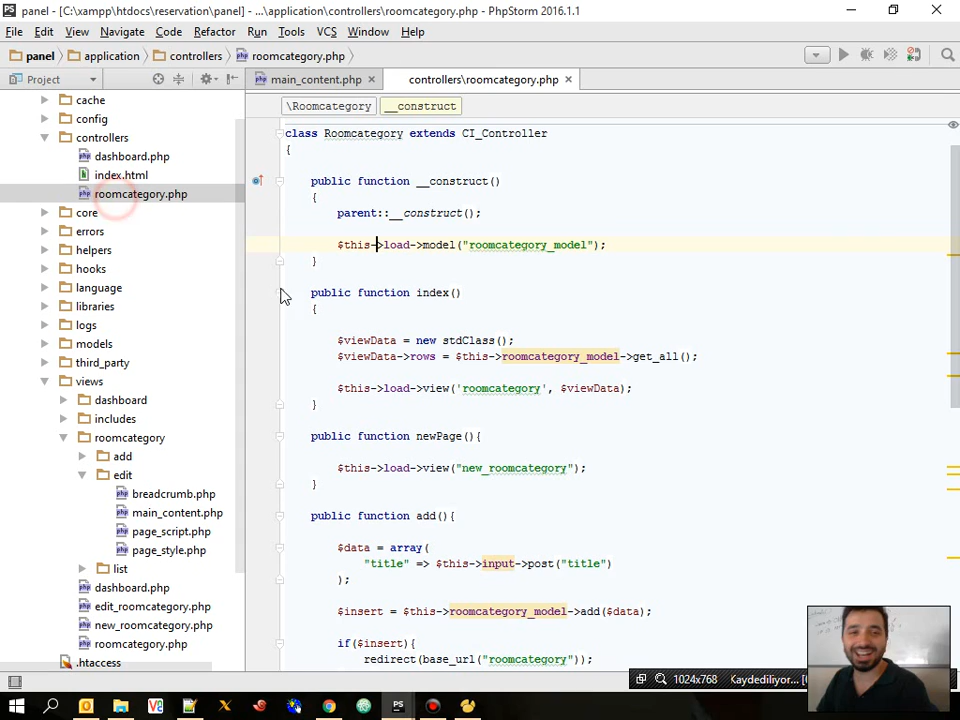 panel - [C:\xampp\htdocs\reservation\panel] - ...\application\controllers\roomcategory.php - PhpStorm 2016.1.1
File Edit View Navigate Code Refactor Run Tools VCS Window Help
panel application controllers roomcategory.php
Project main_content.php controllers\roomcategory.php
\Roomcategory __construct
cache
config
controllers
dashboard.php
index.html
roomcategory.php
core
errors
helpers
hooks
language
libraries
logs
models
third_party
views
dashboard
includes
roomcategory
add
edit
breadcrumb.php
main_content.php
page_script.php
page_style.php
list
dashboard.php
edit_roomcategory.php
new_roomcategory.php
roomcategory.php
.htaccess
class Roomcategory extends CI_Controller
{
public function __construct()
{
parent::__construct();
$this->load->model("roomcategory_model");
}
public function index()
{
$viewData = new stdClass();
$viewData->rows = $this->roomcategory_model->get_all();
$this->load->view('roomcategory', $viewData);
}
public function newPage(){
$this->load->view("new_roomcategory");
}
public function add(){
$data = array(
"title" => $this->input->post("title")
);
$insert = $this->roomcategory_model->add($data);
if($insert){
redirect(base_url("roomcategory"));
1024x768 Kaydediliyor...